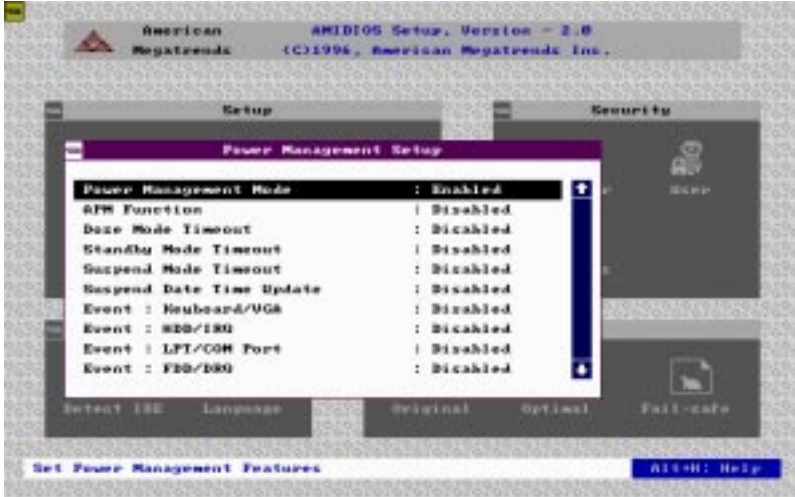 American
Megatrends
AMIBIOS Setup, Version - 2.0
(C)1996, American Megatrends Inc.
Setup
Security
Power Management Setup
Power Management Mode : Enabled
APM Function : Disabled
Doze Mode Timeout : Disabled
Standby Mode Timeout : Disabled
Suspend Mode Timeout : Disabled
Suspend Date Time Update : Disabled
Event : Keyboard/VGA : Disabled
Event : HDD/IRQ : Disabled
Event : LPT/COM Port : Disabled
Event : FDD/DRQ : Disabled
User
Detect IDE
Language
Original
Optimal
Fail-safe
Set Power Management Features
Alt+H: Help